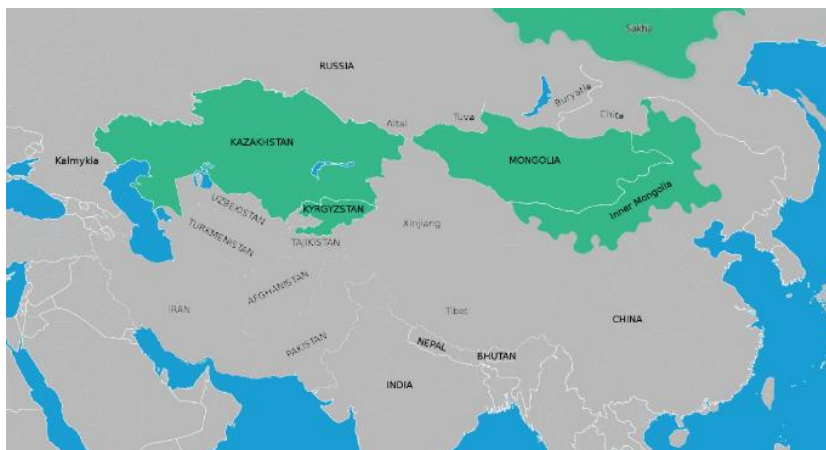 Sakha
RUSSIA
Buryatia
Altai
Tuva
Chita
KAZAKHSTAN
Kalmykia
MONGOLIA
Inner Mongolia
UZBEKISTAN
KYRGYZSTAN
Xinjiang
TURKMENISTAN
TAJIKISTAN
AFGHANISTAN
IRAN
Tibet
CHINA
PAKISTAN
NEPAL
BHUTAN
INDIA